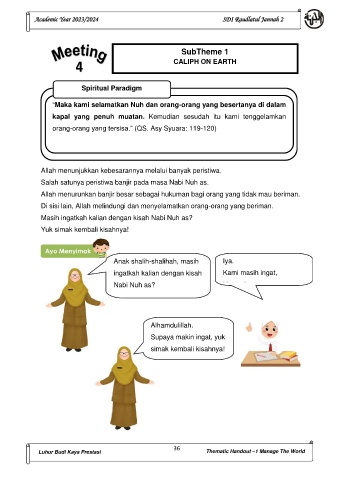 Academic Year 2023/2024
SDI Raudlatul Jannah 2
Meeting
4
SubTheme 1
CALIPH ON EARTH
Spiritual Paradigm
"Maka kami selamatkan Nuh dan orang-orang yang besertanya di dalam
kapal yang penuh muatan. Kemudian sesudah itu kami tenggelamkan
orang-orang yang tersisa." (QS. Asy Syuara: 119-120)
Allah menunjukkan kebesarannya melalui banyak peristiwa.
Salah satunya peristiwa banjir pada masa Nabi Nuh as.
Allah menurunkan banjir besar sebagai hukuman bagi orang yang tidak mau beriman.
Di sisi lain, Allah melindungi dan menyelamatkan orang-orang yang beriman.
Masih ingatkah kalian dengan kisah Nabi Nuh as?
Yuk simak kembali kisahnya!
Ayo Menyimak
Anak shalih-shalihah, masih
ingatkah kalian dengan kisah
Nabi Nuh as?
Iya.
Kami masih ingat,
Alhamdulillah.
Supaya makin ingat, yuk
simak kembali kisahnya!
Luhur Budi Kaya Prestasi
36
Thematic Handout – 1 Manage The World